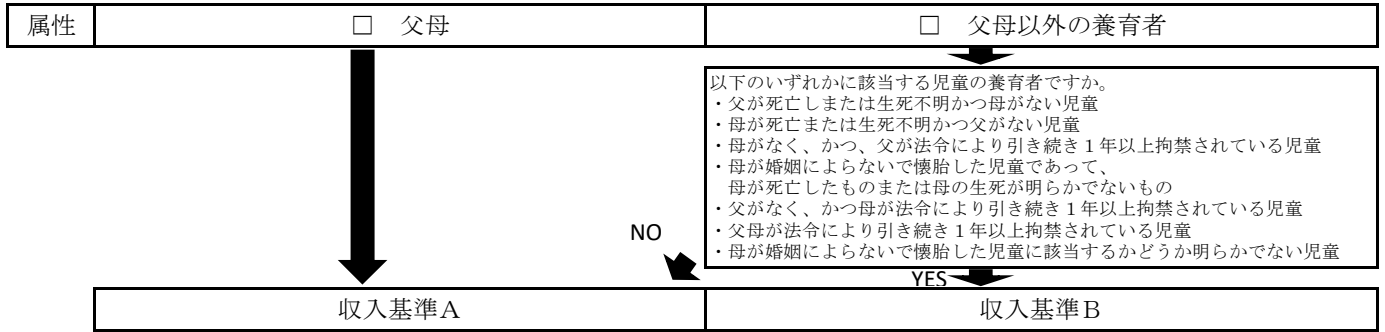 属性
□ 父母
□ 父母以外の養育者
以下のいずれかに該当する児童の養育者ですか。
・父が死亡しまたは生死不明かつ母がない児童
・母が死亡または生死不明かつ父がない児童
・母がなく、かつ、父が法令により引き続き１年以上拘禁されている児童
・母が婚姻によらないで懐胎した児童であって、
母が死亡したものまたは母の生死が明らかでないもの
・父がなく、かつ母が法令により引き続き１年以上拘禁されている児童
・父母が法令により引き続き１年以上拘禁されている児童
・母が婚姻によらないで懐胎した児童に該当するかどうか明らかでない児童
NO
YES
収入基準Ａ
収入基準Ｂ